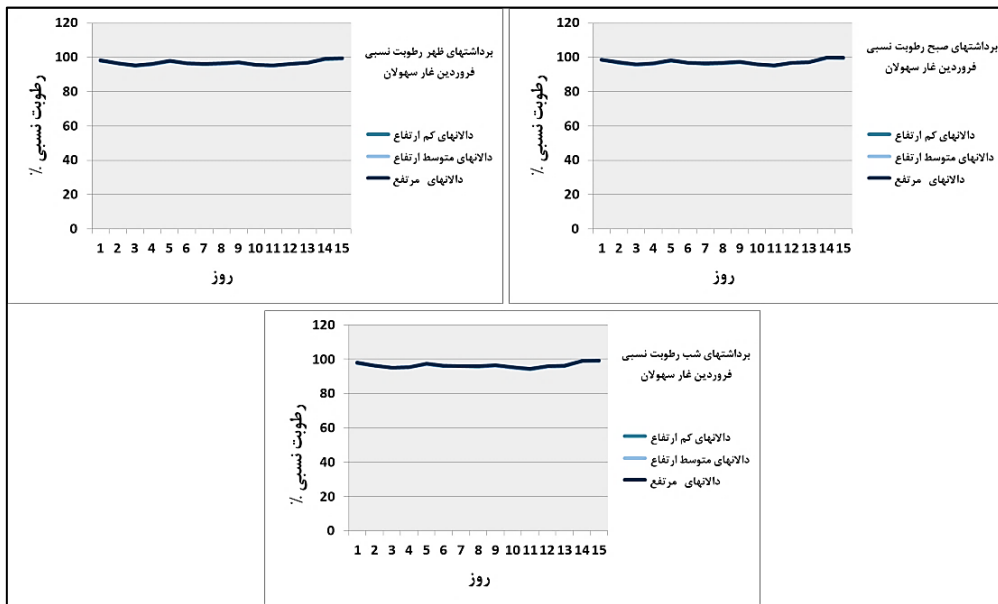 برداشتهای صبح رطوبت نسبی
فروردین غار سهولان
دالانهای کم ارتفاع
دالانهای متوسط ارتفاع
دالانهای مرتفع
رطوبت نسبی %
120
100
80
60
40
20
0
1 2 3 4 5 6 7 8 9 10 11 12 13 14 15
روز
برداشتهای ظهر رطوبت نسبی
فروردین غار سهولان
دالانهای کم ارتفاع
دالانهای متوسط ارتفاع
دالانهای مرتفع
رطوبت نسبی %
120
100
80
60
40
20
0
1 2 3 4 5 6 7 8 9 10 11 12 13 14 15
روز
برداشتهای شب رطوبت نسبی
فروردین غار سهولان
دالانهای کم ارتفاع
دالانهای متوسط ارتفاع
دالانهای مرتفع
رطوبت نسبی %
120
100
80
60
40
20
0
1 2 3 4 5 6 7 8 9 10 11 12 13 14 15
روز